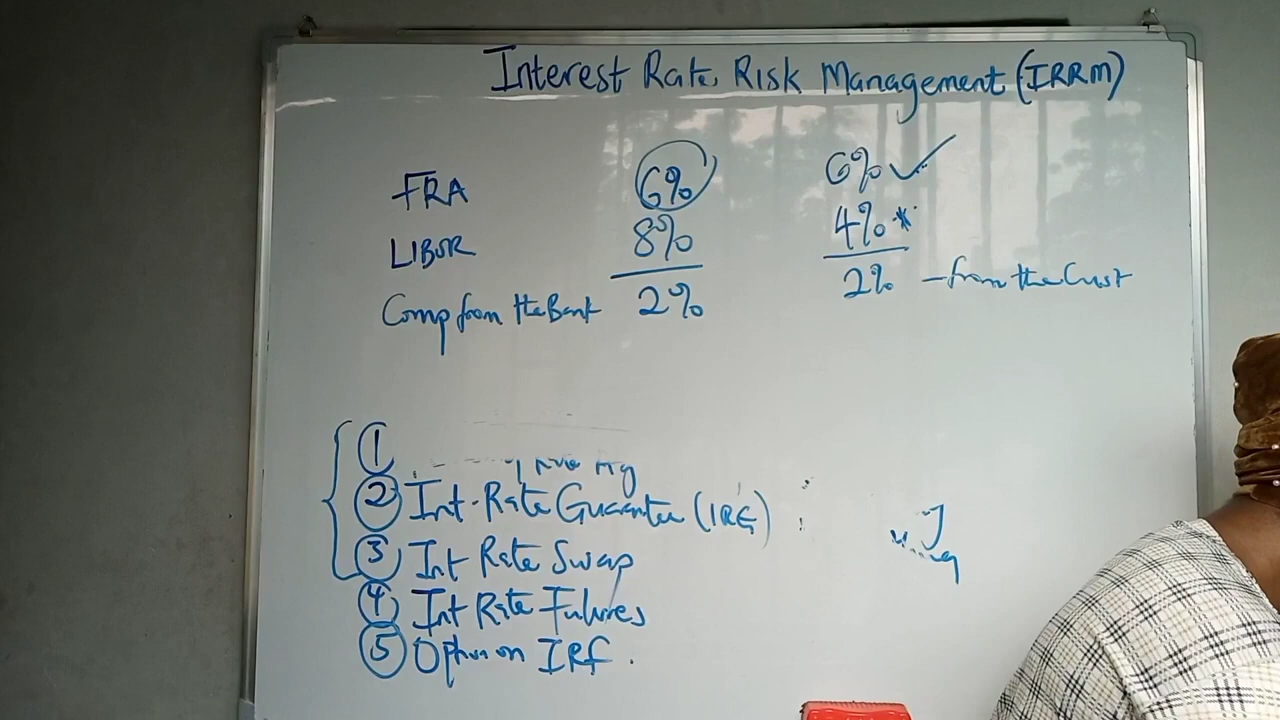 Interest Rate Risk Management (IRRM)
FRA 6% 6% ✓
LIBOR 8% 4% *
Comp from the Bank 2% 2% - from the Cust
①
② Int-Rate Guarantee (IRG) :
③ Int Rate Swap
④ Int Rate Futures
⑤ Option on IRF.